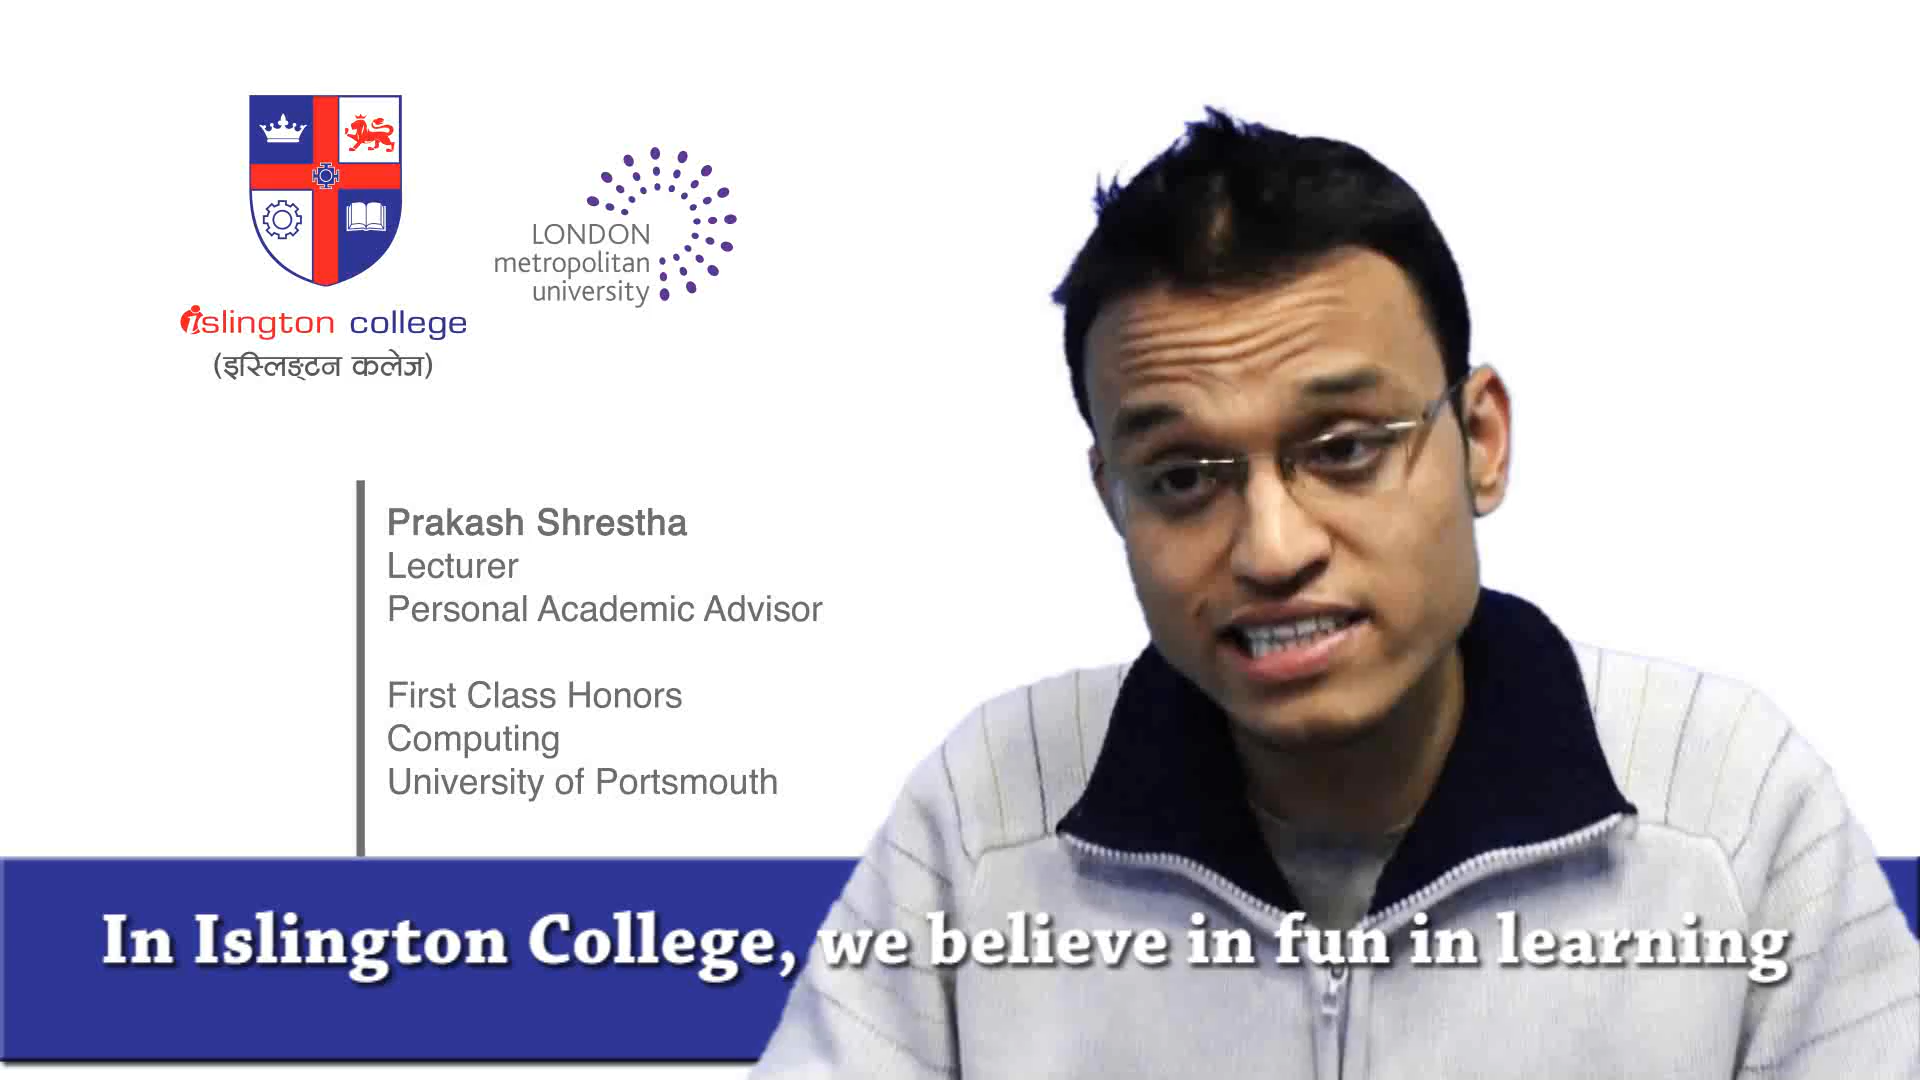 LONDON
metropolitan
university
islington college
(इस्लिङ्टन कलेज)
Prakash Shrestha
Lecturer
Personal Academic Advisor
First Class Honors
Computing
University of Portsmouth
In Islington College, we believe in fun in learning